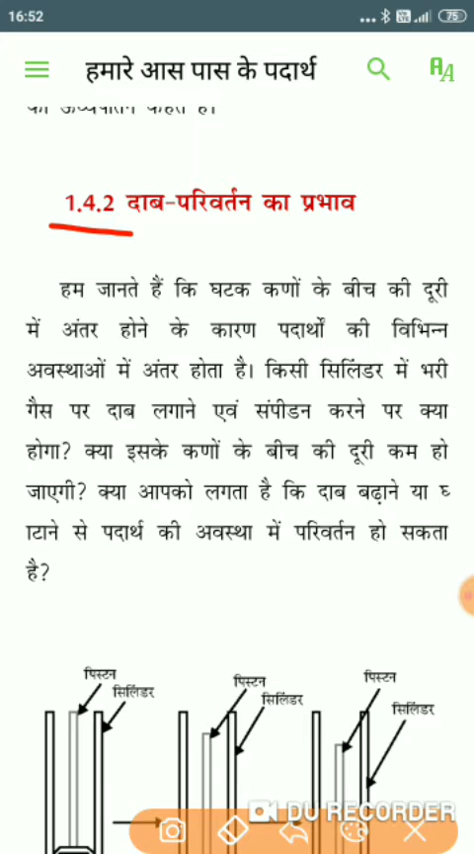 16:52
75
हमारे आस पास के पदार्थ
AA
1.4.2 दाब-परिवर्तन का प्रभाव
हम जानते हैं कि घटक कणों के बीच की दूरी
में अंतर होने के कारण पदार्थों की विभिन्न
अवस्थाओं में अंतर होता है। किसी सिलिंडर में भरी
गैस पर दाब लगाने एवं संपीडन करने पर क्या
होगा? क्या इसके कणों के बीच की दूरी कम हो
जाएगी? क्या आपको लगता है कि दाब बढ़ाने या घ
टाने से पदार्थ की अवस्था में परिवर्तन हो सकता
है?
पिस्टन
सिलिंडर
पिस्टन
सिलिंडर
पिस्टन
सिलिंडर
DU RECORDER